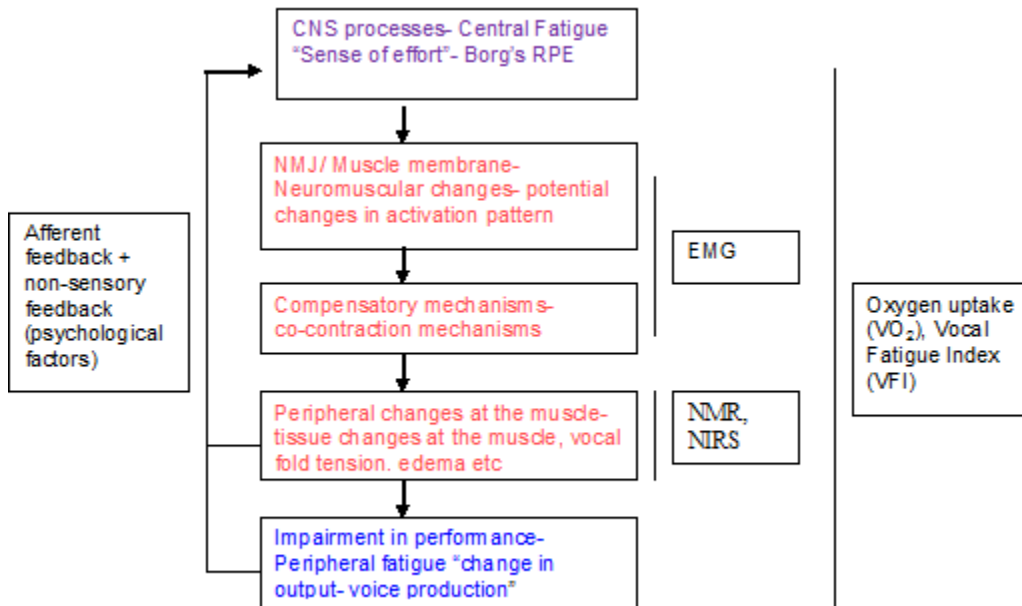 CNS processes- Central Fatigue
“Sense of effort”- Borg’s RPE
NMJ/ Muscle membrane-
Neuromuscular changes- potential
changes in activation pattern
Afferent
feedback +
non-sensory
feedback
(psychological
factors)
EMG
Compensatory mechanisms-
co-contraction mechanisms
Oxygen uptake
(VO₂), Vocal
Fatigue Index
(VFI)
Peripheral changes at the muscle-
tissue changes at the muscle, vocal
fold tension. edema etc
NMR,
NIRS
Impairment in performance-
Peripheral fatigue “change in
output- voice production”